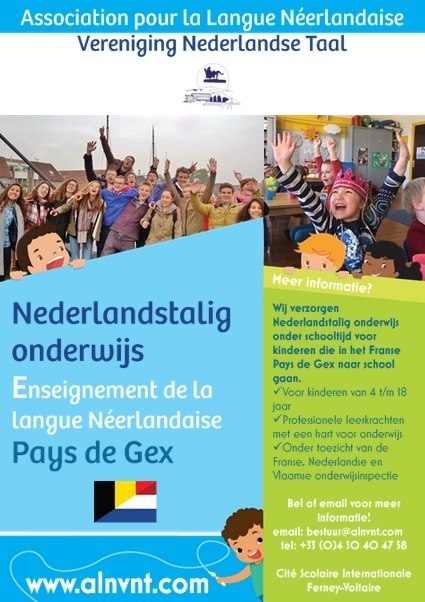 Association pour la Langue Néerlandaise
Vereniging Nederlandse Taal
Nederlandstalig
onderwijs
Enseignement de la
langue Néerlandaise
Pays de Gex
www.alnvnt.com
Meer informatie?
Wij verzorgen
Nederlandstalig onderwijs
onder schooltijd voor
kinderen die in het Franse
Pays de Gex naar school
gaan.
✓Voor kinderen van 4 t/m 18
jaar
✓Professionele leerkrachten
met een hart voor onderwijs
✓Onder toezicht van de
Franse, Nederlandse en
Vlaamse onderwijsinspectie
Bel of email voor meer
informatie!
email: bestuur@alnvnt.com
tel: +33 (0)4 50 40 47 58
Cité Scolaire Internationale
Ferney-Voltaire